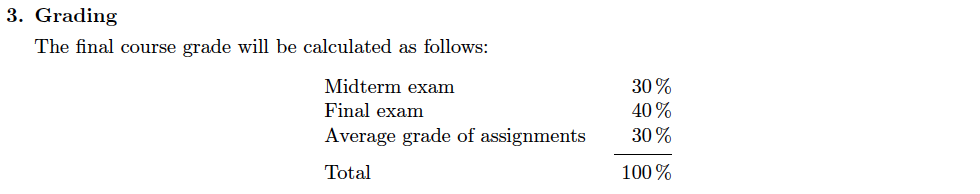 3. Grading
The final course grade will be calculated as follows:
Midterm exam 30 %
Final exam 40 %
Average grade of assignments 30 %
Total 100 %